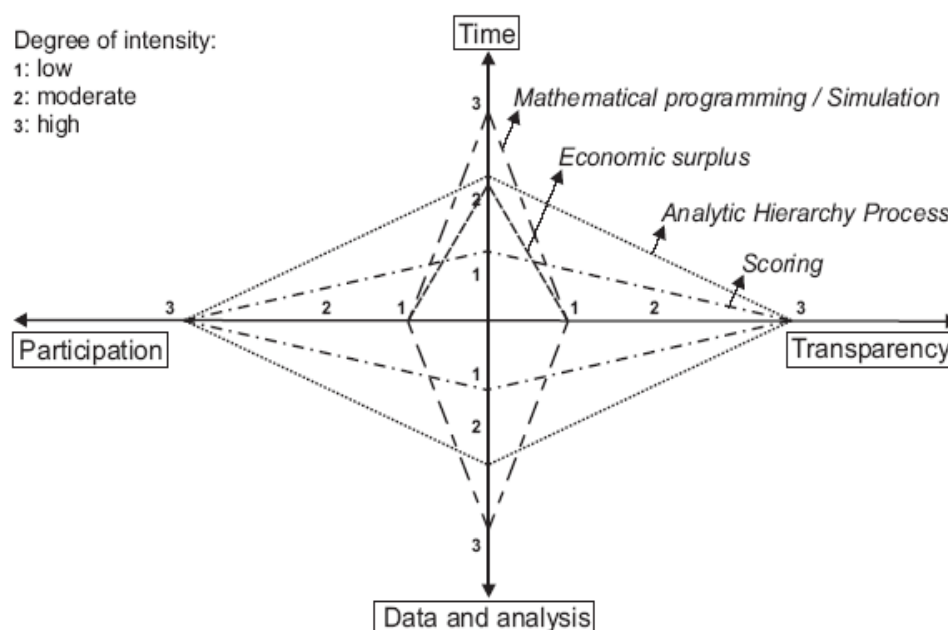 Degree of intensity:
1: low
2: moderate
3: high
Time
3
Mathematical programming / Simulation
Economic surplus
2
Analytic Hierarchy Process
Scoring
1
3
2
1
1
2
3
Participation
Transparency
1
2
3
Data and analysis